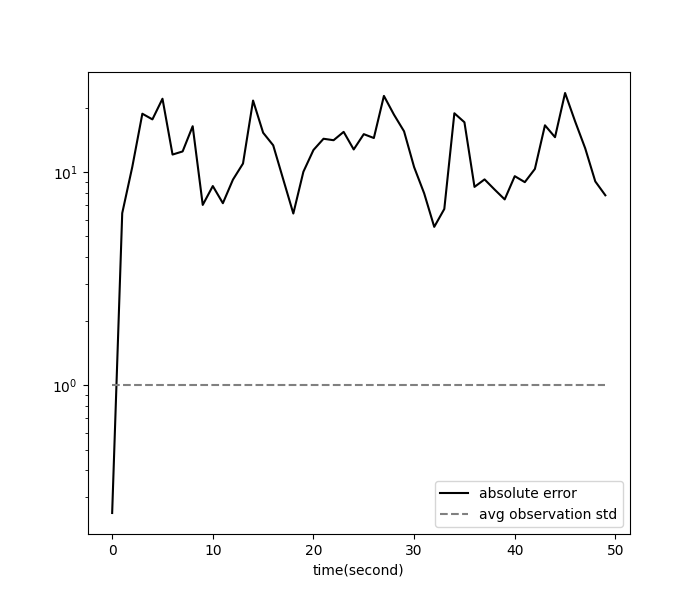 10¹
10⁰
0 10 20 30 40 50
time(second)
absolute error
avg observation std